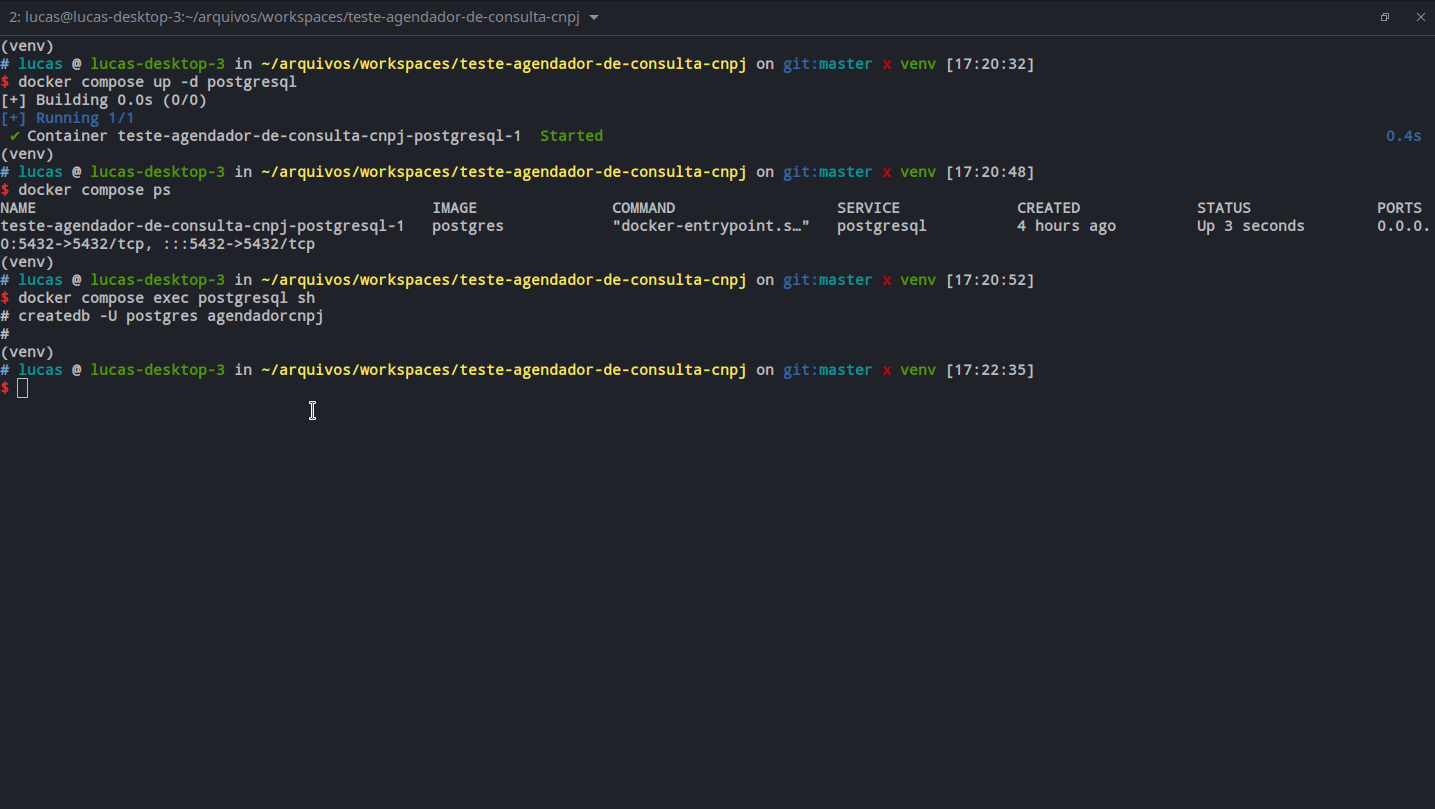 2: lucas@lucas-desktop-3:~/arquivos/workspaces/teste-agendador-de-consulta-cnpj
(venv)
# lucas @ lucas-desktop-3 in ~/arquivos/workspaces/teste-agendador-de-consulta-cnpj on git:master x venv [17:20:32]
$ docker compose up -d postgresql
[+] Building 0.0s (0/0)
[+] Running 1/1
✔ Container teste-agendador-de-consulta-cnpj-postgresql-1  Started 0.4s
(venv)
# lucas @ lucas-desktop-3 in ~/arquivos/workspaces/teste-agendador-de-consulta-cnpj on git:master x venv [17:20:48]
$ docker compose ps
NAME IMAGE COMMAND SERVICE CREATED STATUS PORTS
teste-agendador-de-consulta-cnpj-postgresql-1 postgres "docker-entrypoint.s…" postgresql 4 hours ago Up 3 seconds 0.0.0.
0:5432->5432/tcp, :::5432->5432/tcp
(venv)
# lucas @ lucas-desktop-3 in ~/arquivos/workspaces/teste-agendador-de-consulta-cnpj on git:master x venv [17:20:52]
$ docker compose exec postgresql sh
# createdb -U postgres agendadorcnpj
#
(venv)
# lucas @ lucas-desktop-3 in ~/arquivos/workspaces/teste-agendador-de-consulta-cnpj on git:master x venv [17:22:35]
$